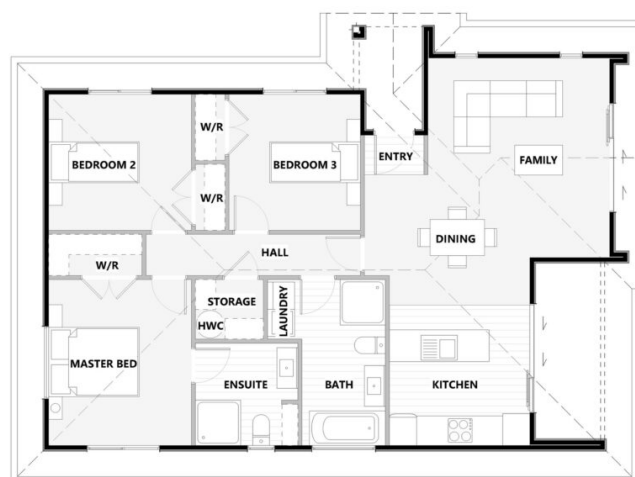 W/R
BEDROOM 2
BEDROOM 3
ENTRY
FAMILY
W/R
DINING
HALL
W/R
STORAGE
LAUNDRY
HWC
MASTER BED
ENSUITE
BATH
KITCHEN